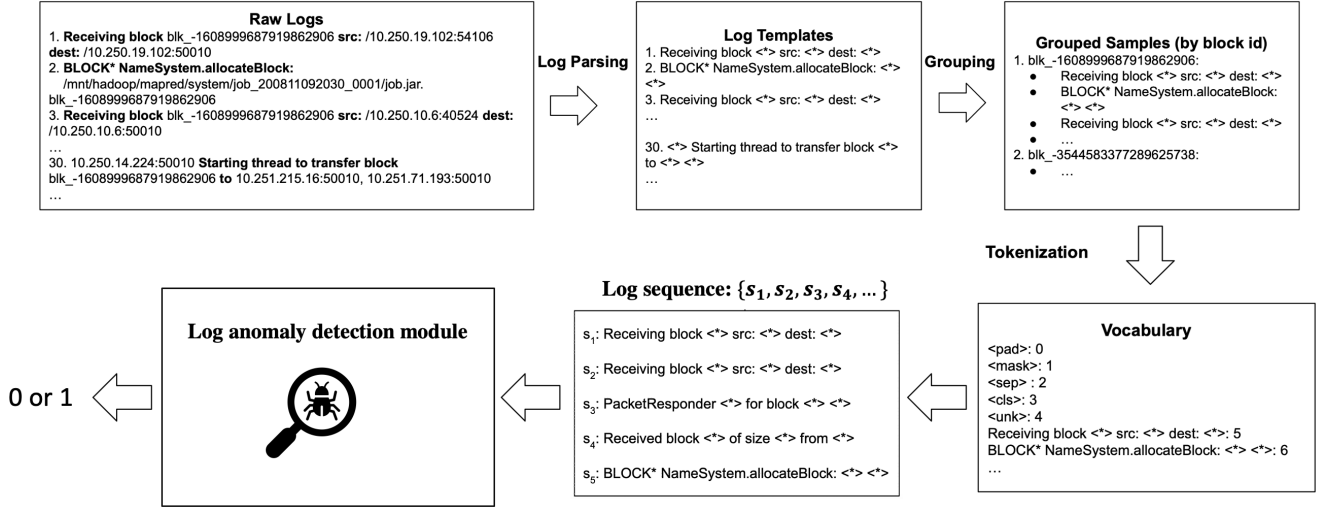 Raw Logs
1. Receiving block blk_-1608999687919862906 src: /10.250.19.102:54106
dest: /10.250.19.102:50010
2. BLOCK* NameSystem.allocateBlock:
/mnt/hadoop/mapred/system/job_200811092030_0001/job.jar.
blk_-1608999687919862906
3. Receiving block blk_-1608999687919862906 src: /10.250.10.6:40524 dest:
/10.250.10.6:50010
…
30. 10.250.14.224:50010 Starting thread to transfer block
blk_-1608999687919862906 to 10.251.215.16:50010, 10.251.71.193:50010
…
Log Parsing
Log Templates
1. Receiving block <*> src: <*> dest: <*>
2. BLOCK* NameSystem.allocateBlock: <*>
<*>
3. Receiving block <*> src: <*> dest: <*>
…
30. <*> Starting thread to transfer block <*>
to <*> <*>
…
Grouping
Grouped Samples (by block id)
1. blk_-1608999687919862906:
● Receiving block <*> src: <*> dest: <*>
● BLOCK* NameSystem.allocateBlock:
<*> <*>
● Receiving block <*> src: <*> dest: <*>
● …
2. blk_-3544583377289625738:
● …
Tokenization
Vocabulary
<pad>: 0
<mask>: 1
<sep> : 2
<cls>: 3
<unk>: 4
Receiving block <*> src: <*> dest: <*>: 5
BLOCK* NameSystem.allocateBlock: <*> <*>: 6
…
Log sequence: {s1, s2, s3, s4, … }
s1: Receiving block <*> src: <*> dest: <*>
s2: Receiving block <*> src: <*> dest: <*>
s3: PacketResponder <*> for block <*> <*>
s4: Received block <*> of size <*> from <*>
s5: BLOCK* NameSystem.allocateBlock: <*> <*>
Log anomaly detection module
0 or 1